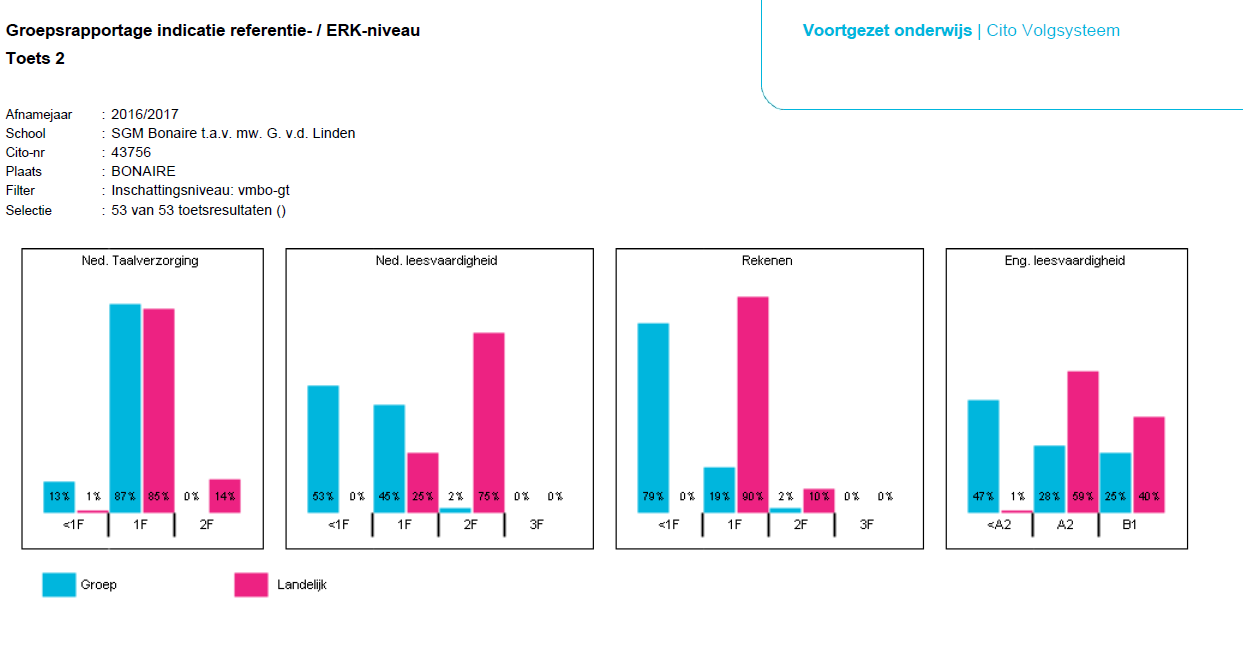 Groepsrapportage indicatie referentie- / ERK-niveau
Toets 2
Voortgezet onderwijs | Cito Volgsysteem
Afnamejaar : 2016/2017
School : SGM Bonaire t.a.v. mw. G. v.d. Linden
Cito-nr : 43756
Plaats : BONAIRE
Filter : Inschattingsniveau: vmbo-gt
Selectie : 53 van 53 toetsresultaten ()
Ned. Taalverzorging
13% 1% 87% 85% 0% 14%
<1F 1F 2F
Ned. leesvaardigheid
53% 0% 45% 25% 2% 75% 0% 0%
<1F 1F 2F 3F
Rekenen
79% 0% 19% 90% 2% 10% 0% 0%
<1F 1F 2F 3F
Eng. leesvaardigheid
47% 1% 28% 59% 25% 40%
<A2 A2 B1
Groep Landelijk